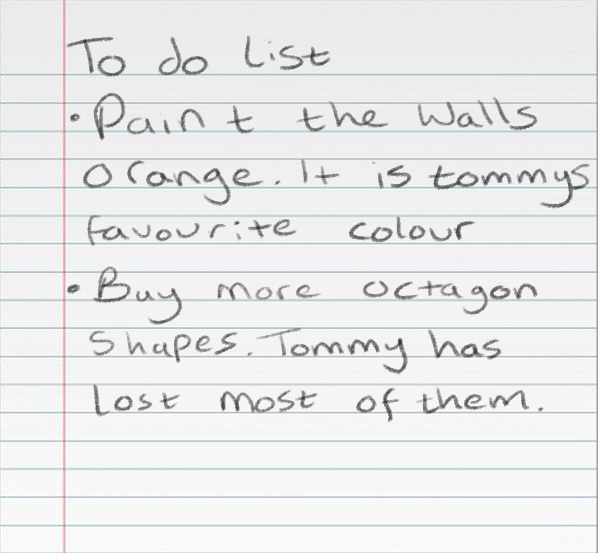 To do list
• Paint the Walls
orange. It is tommys
favourite colour
• Buy more octagon
shapes. Tommy has
lost most of them.